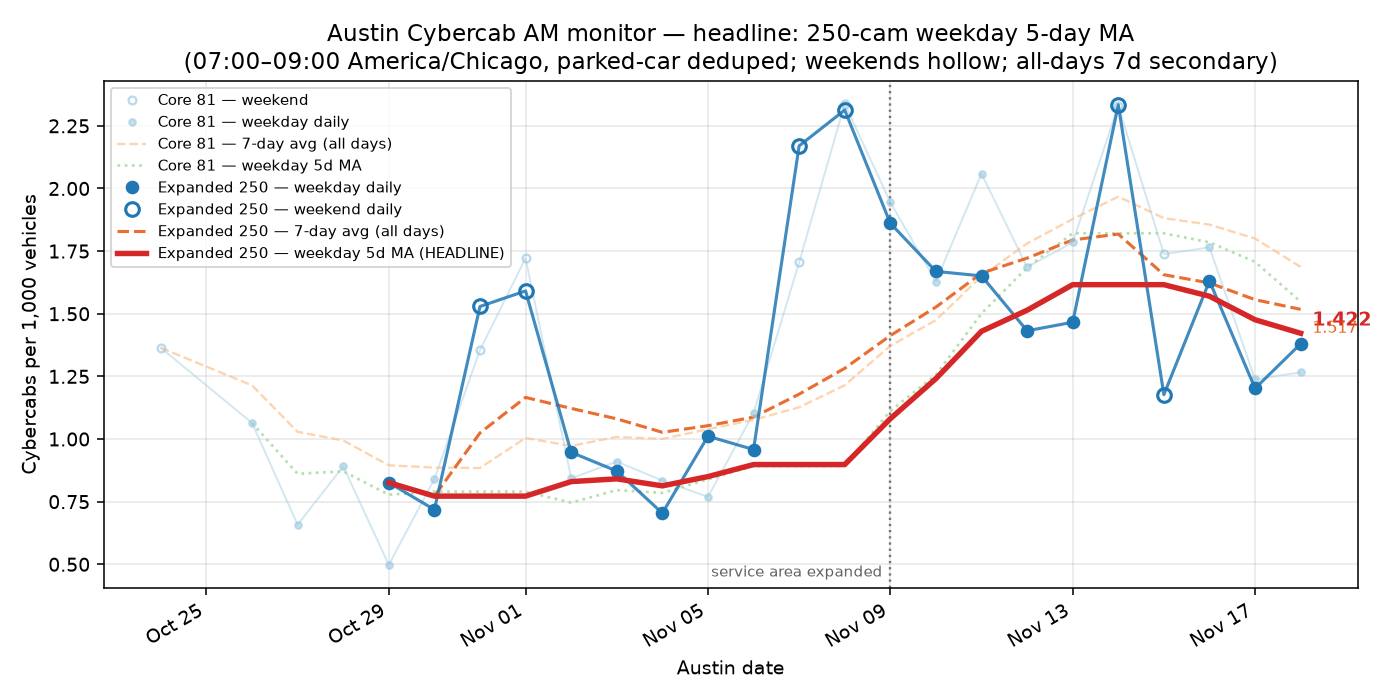 Austin Cybercab AM monitor — headline: 250-cam weekday 5-day MA
(07:00–09:00 America/Chicago, parked-car deduped; weekends hollow; all-days 7d secondary)
Core 81 — weekend
Core 81 — weekday daily
Core 81 — 7-day avg (all days)
Core 81 — weekday 5d MA
Expanded 250 — weekday daily
Expanded 250 — weekend daily
Expanded 250 — 7-day avg (all days)
Expanded 250 — weekday 5d MA (HEADLINE)
Cybercabs per 1,000 vehicles
2.25
2.00
1.75
1.50
1.25
1.00
0.75
0.50
1.422
1.517
service area expanded
Oct 25
Oct 29
Nov 01
Nov 05
Nov 09
Nov 13
Nov 17
Austin date